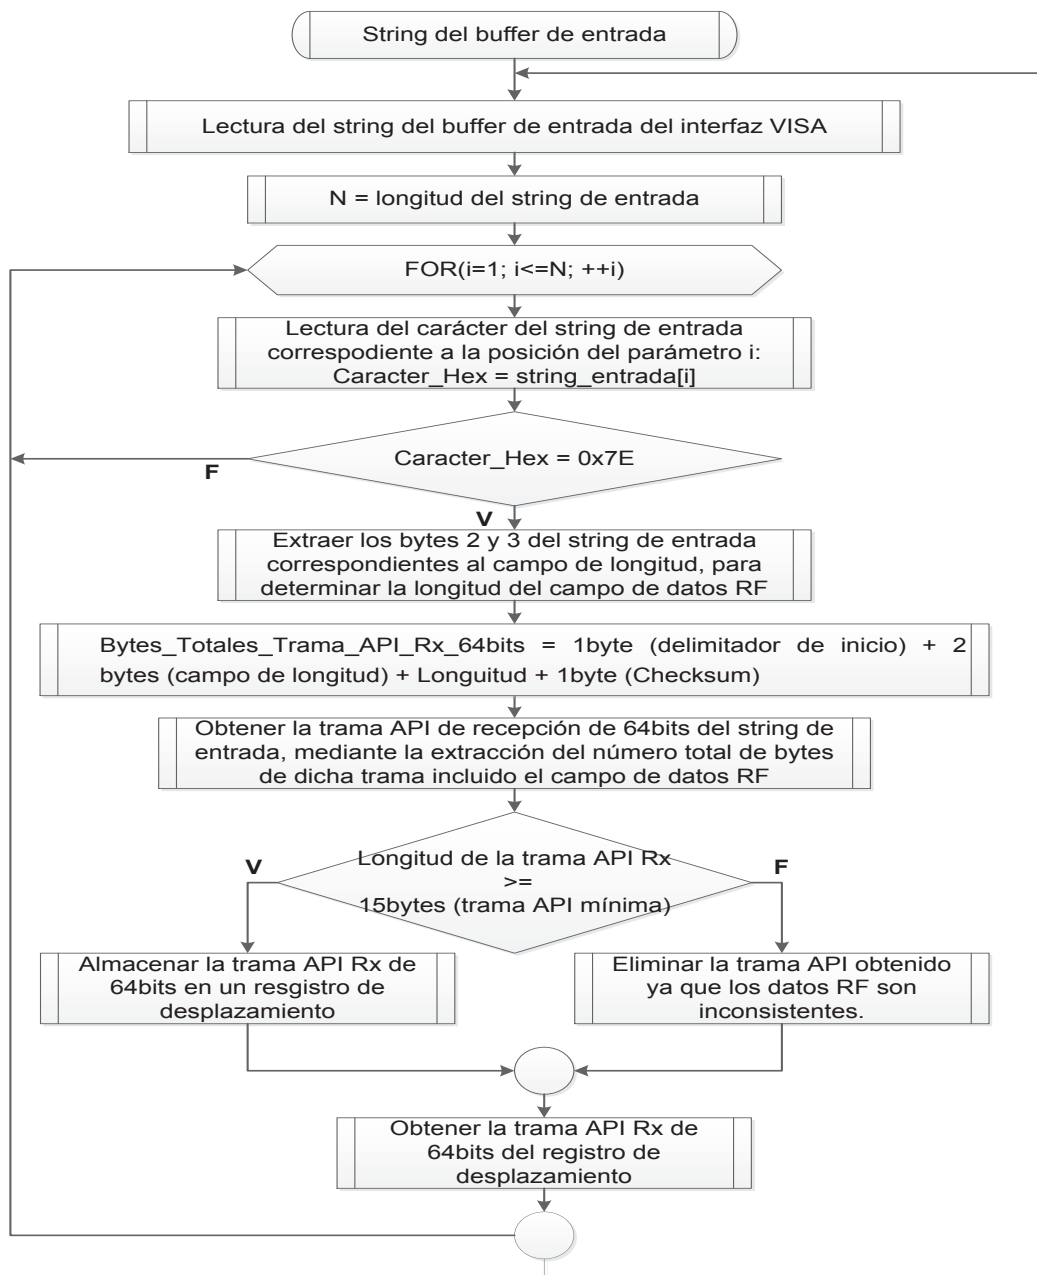 String del buffer de entrada
Lectura del string del buffer de entrada del interfaz VISA
N = longitud del string de entrada
FOR(i=1; i<=N; ++i)
Lectura del carácter del string de entrada
correspodiente a la posición del parámetro i:
Caracter_Hex = string_entrada[i]
Caracter_Hex = 0x7E
F
V
Extraer los bytes 2 y 3 del string de entrada
correspondientes al campo de longitud, para
determinar la longitud del campo de datos RF
Bytes_Totales_Trama_API_Rx_64bits = 1byte (delimitador de inicio) + 2
bytes (campo de longitud) + Longuitud + 1byte (Checksum)
Obtener la trama API de recepción de 64bits del string de
entrada, mediante la extracción del número total de bytes
de dicha trama incluido el campo de datos RF
Longitud de la trama API Rx
>=
15bytes (trama API mínima)
V
F
Almacenar la trama API Rx de
64bits en un resgistro de
desplazamiento
Eliminar la trama API obtenido
ya que los datos RF son
inconsistentes.
Obtener la trama API Rx de
64bits del registro de
desplazamiento